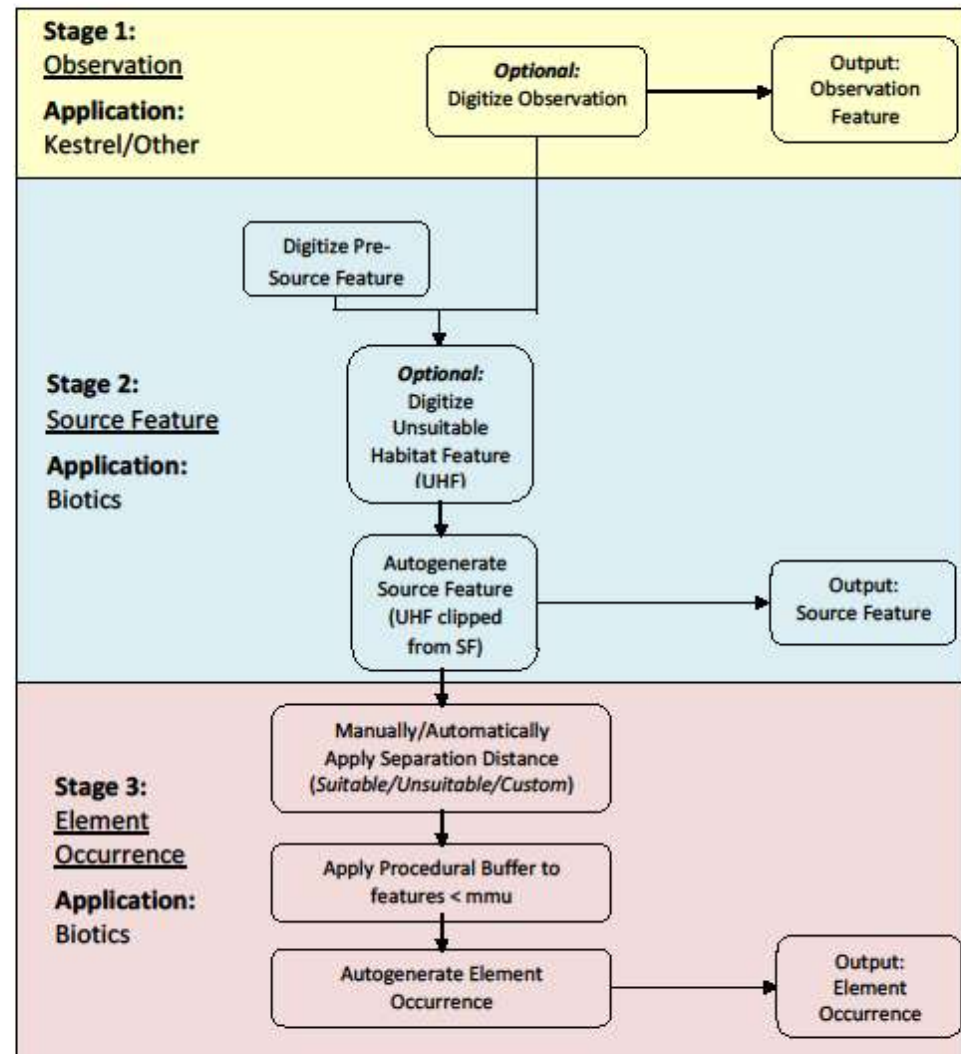 Stage 1:
Observation
Application:
Kestrel/Other
Optional:
Digitize Observation
Output:
Observation
Feature
Stage 2:
Source Feature
Application:
Biotics
Digitize Pre-
Source Feature
Optional:
Digitize
Unsuitable
Habitat Feature
(UHF)
Autogenerate
Source Feature
(UHF clipped
from SF)
Output:
Source Feature
Stage 3:
Element
Occurrence
Application:
Biotics
Manually/Automatically
Apply Separation Distance
(Suitable/Unsuitable/Custom)
Apply Procedural Buffer to
features < mmu
Autogenerate Element
Occurrence
Output:
Element
Occurrence